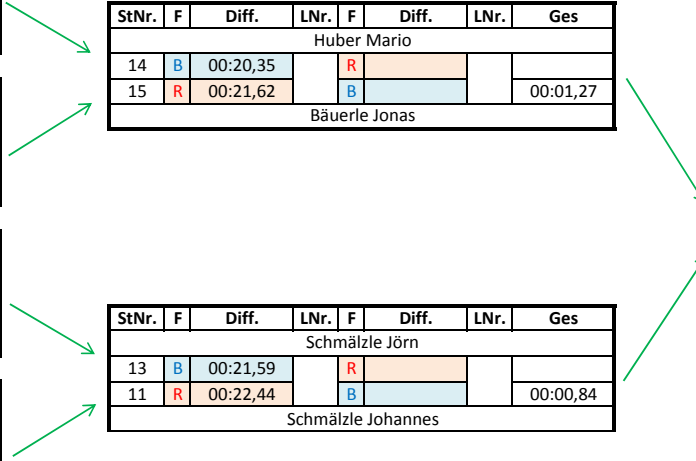 StNr. F Diff. LNr. F Diff. LNr. Ges
Huber Mario
14 B 00:20,35 R
15 R 00:21,62 B 00:01,27
Bäuerle Jonas
StNr. F Diff. LNr. F Diff. LNr. Ges
Schmälzle Jörn
13 B 00:21,59 R
11 R 00:22,44 B 00:00,84
Schmälzle Johannes